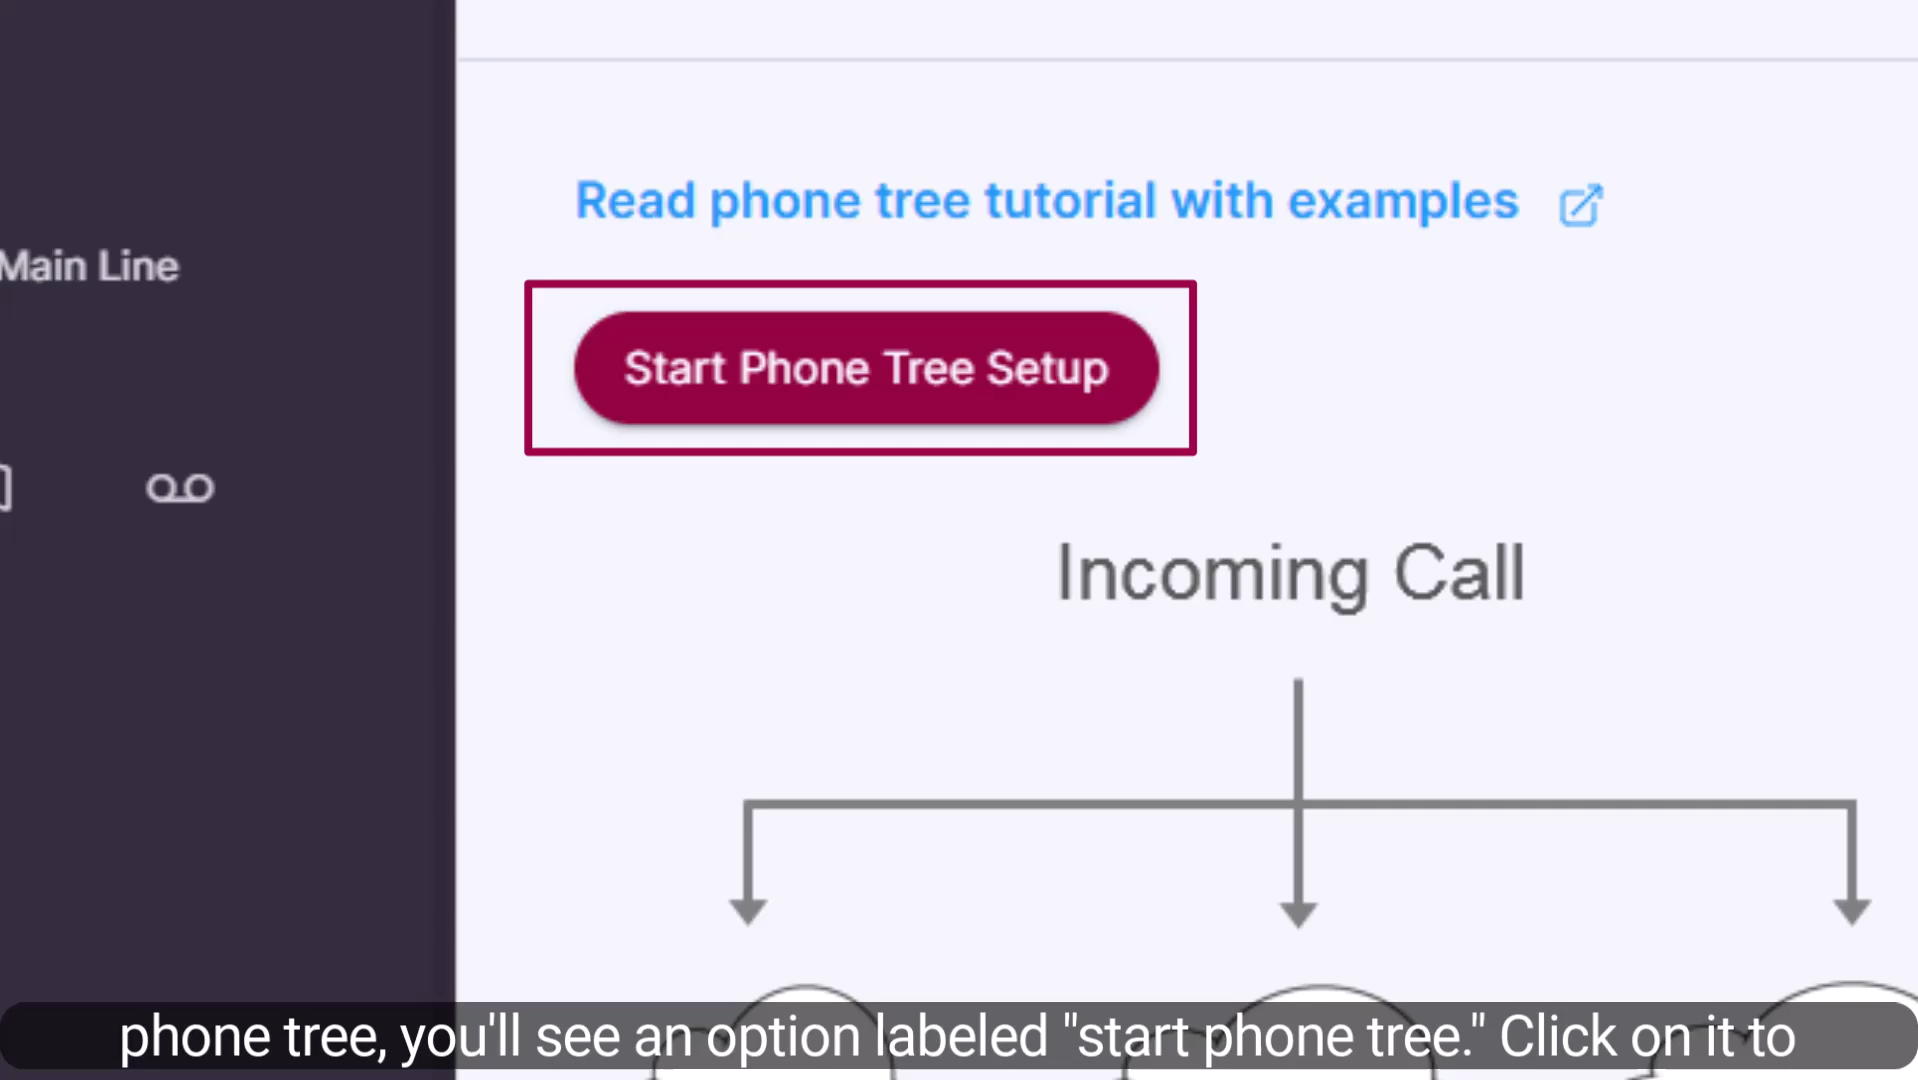 Read phone tree tutorial with examples
Main Line
Start Phone Tree Setup
Incoming Call
phone tree, you'll see an option labeled "start phone tree." Click on it to